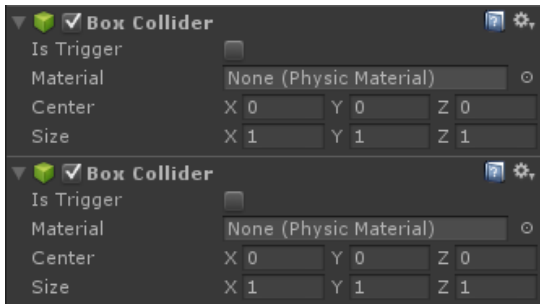 Box Collider
Is Trigger
Material None (Physic Material)
Center X 0 Y 0 Z 0
Size X 1 Y 1 Z 1
Box Collider
Is Trigger
Material None (Physic Material)
Center X 0 Y 0 Z 0
Size X 1 Y 1 Z 1